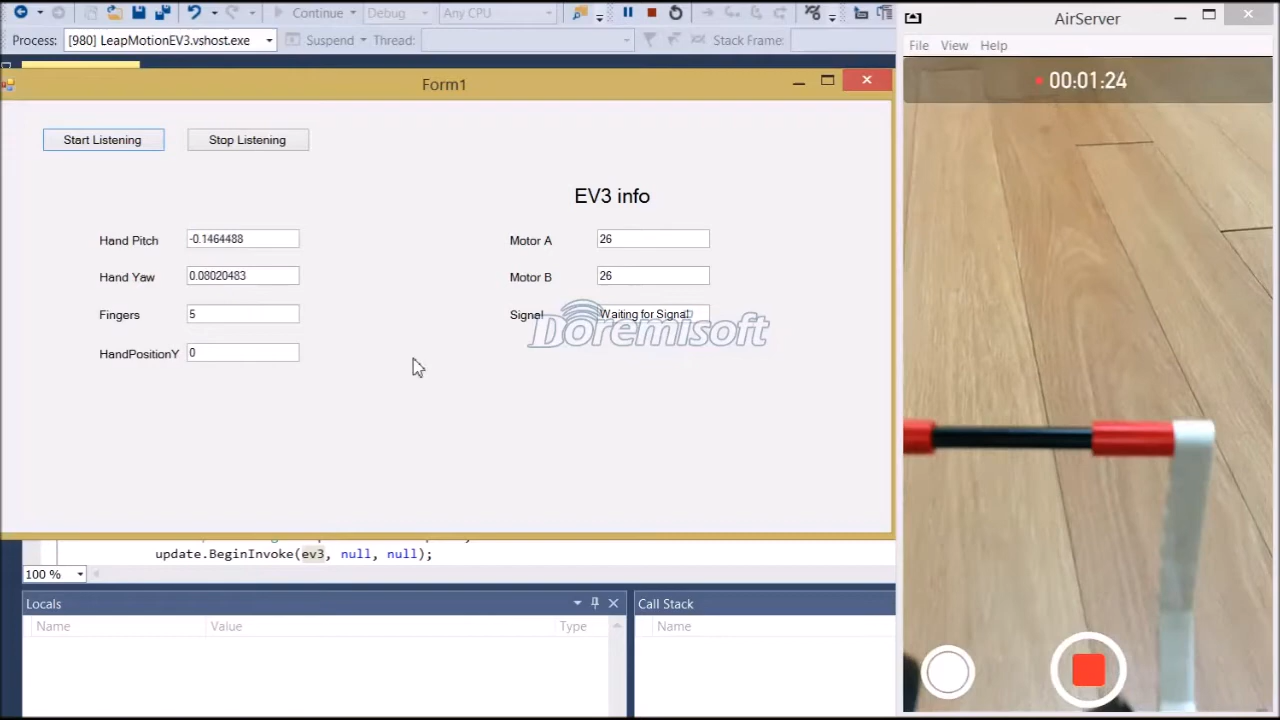 Continue Debug Any CPU
Process: [980] LeapMotionEV3.vshost.exe Suspend Thread: Stack Frame:
Form1
Start Listening Stop Listening
EV3 info
Hand Pitch -0.1464488 Motor A 26
Hand Yaw 0.08020483 Motor B 26
Fingers 5 Signal Waiting for Signal
Doremisoft
HandPositionY 0
update.BeginInvoke(ev3, null, null);
100 %
Locals Call Stack
Name Value Type Name
AirServer
File View Help
00:01:24